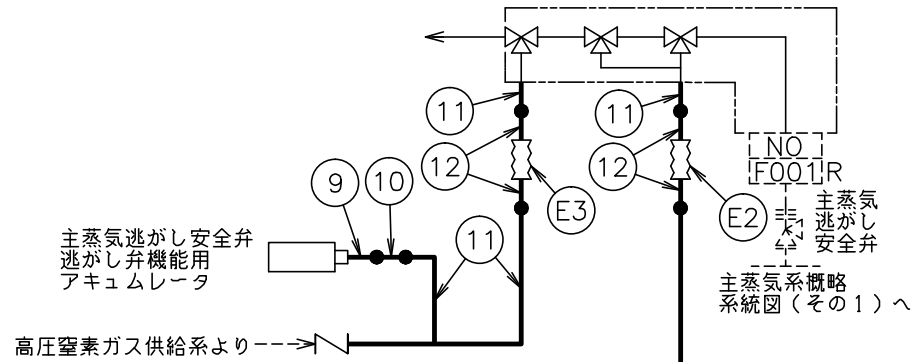 11
11
NO
F001 R
12
12
9
10
E3
E2
主蒸気
逃がし
安全弁
11
主蒸気逃がし安全弁
逃がし弁機能用
アキュムレータ
主蒸気系概略
系統図(その1)へ
高圧窒素ガス供給系より